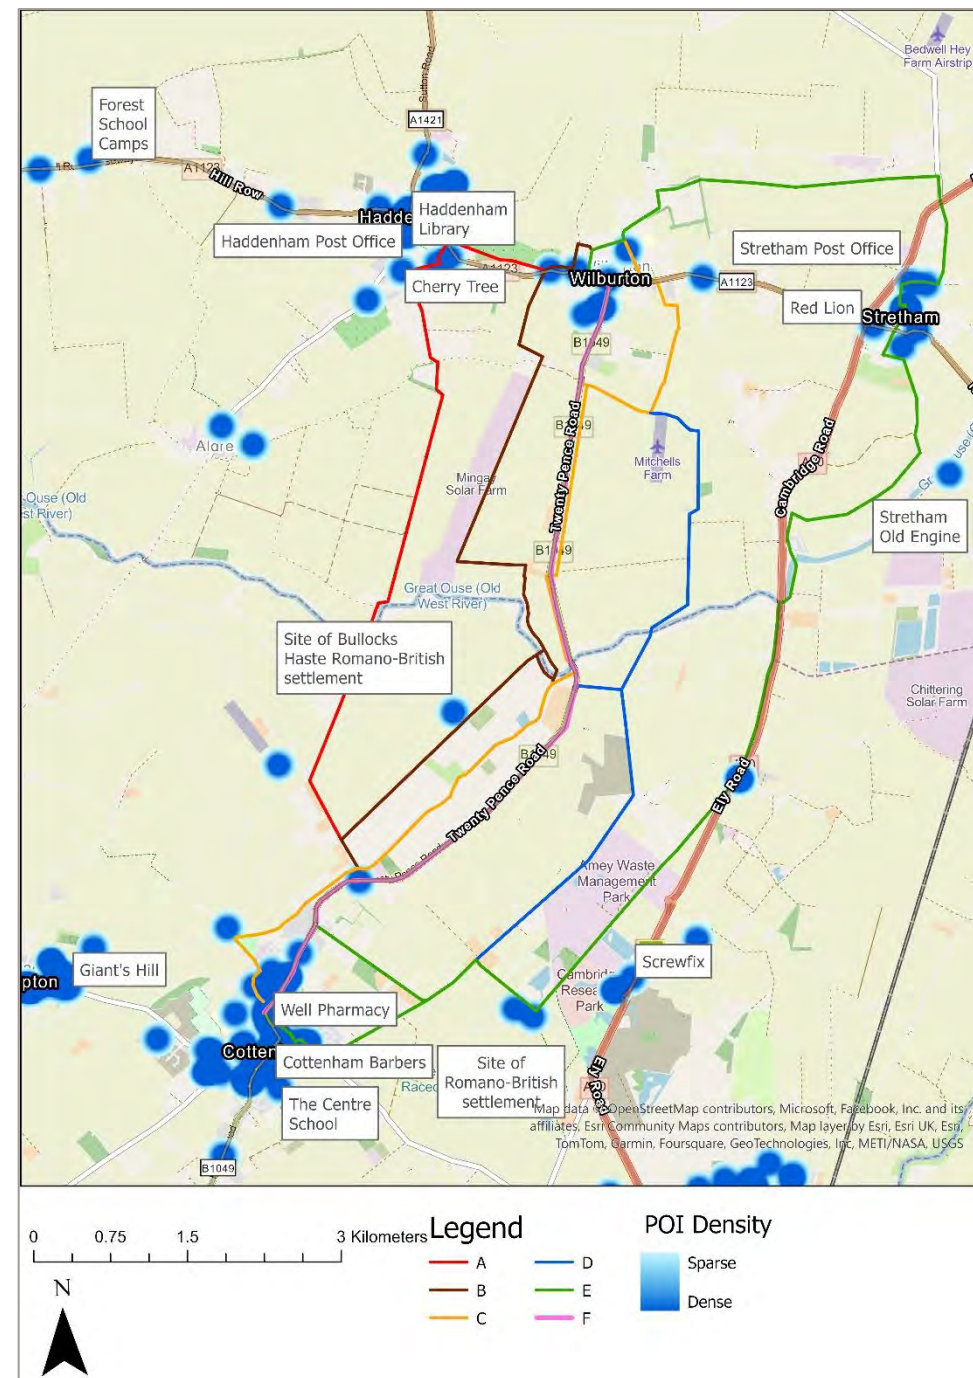 Bedwell Hey
Farm Airstrip
Sutton Road
A1421
Forest
School
Camps
A1123
Hill Row
Haddenham Post Office
Haddenham
Library
A1123
Cherry Tree
Wilburton
A1123
Stretham Post Office
Red Lion
Stretham
B1049
Mitchells
Farm
Twenty Pence Road
Cambridge Road
Mingay
Solar Farm
Stretham
Old Engine
Great Ouse (Old
West River)
Ouse (Old
st River)
Site of Bullocks
Haste Romano-British
settlement
Chittering
Solar Farm
Twenty Pence Road
Ely Road
Amey Waste
Management
Park
Screwfix
Giant's Hill
pton
Well Pharmacy
Cotten
Cottenham Barbers
The Centre
School
Site of
Romano-British
settlement
Ely Road
B1049
Map data © OpenStreetMap contributors, Microsoft, Facebook, Inc. and its
affiliates, Esri Community Maps contributors, Map layer by Esri, Esri UK, Esri,
TomTom, Garmin, Foursquare, GeoTechnologies, Inc, METI/NASA, USGS
0 0.75 1.5 3 Kilometers
N
Legend
A
B
C
D
E
F
POI Density
Sparse
Dense